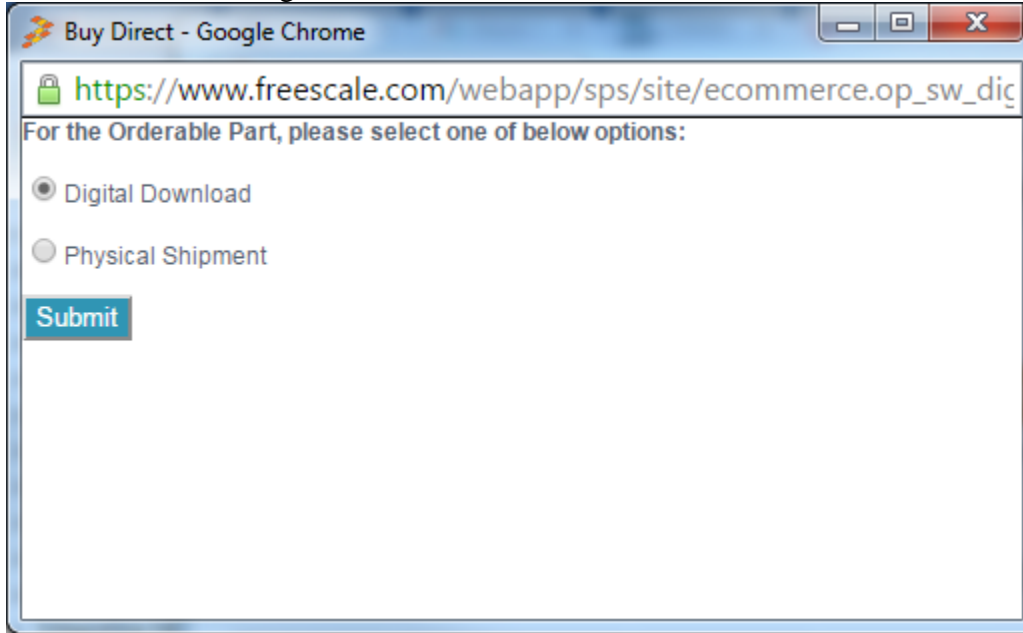 Buy Direct - Google Chrome
https://www.freescale.com/webapp/sps/site/ecommerce.op_sw_dig
For the Orderable Part, please select one of below options:
Digital Download
Physical Shipment
Submit